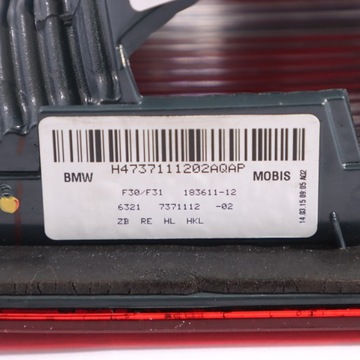 H4737111202AQAP
BMW MOBIS
F30/F31 183611-12
6321 7371112 -02
ZB RE HL HKL
14.03.15 09:05 A02